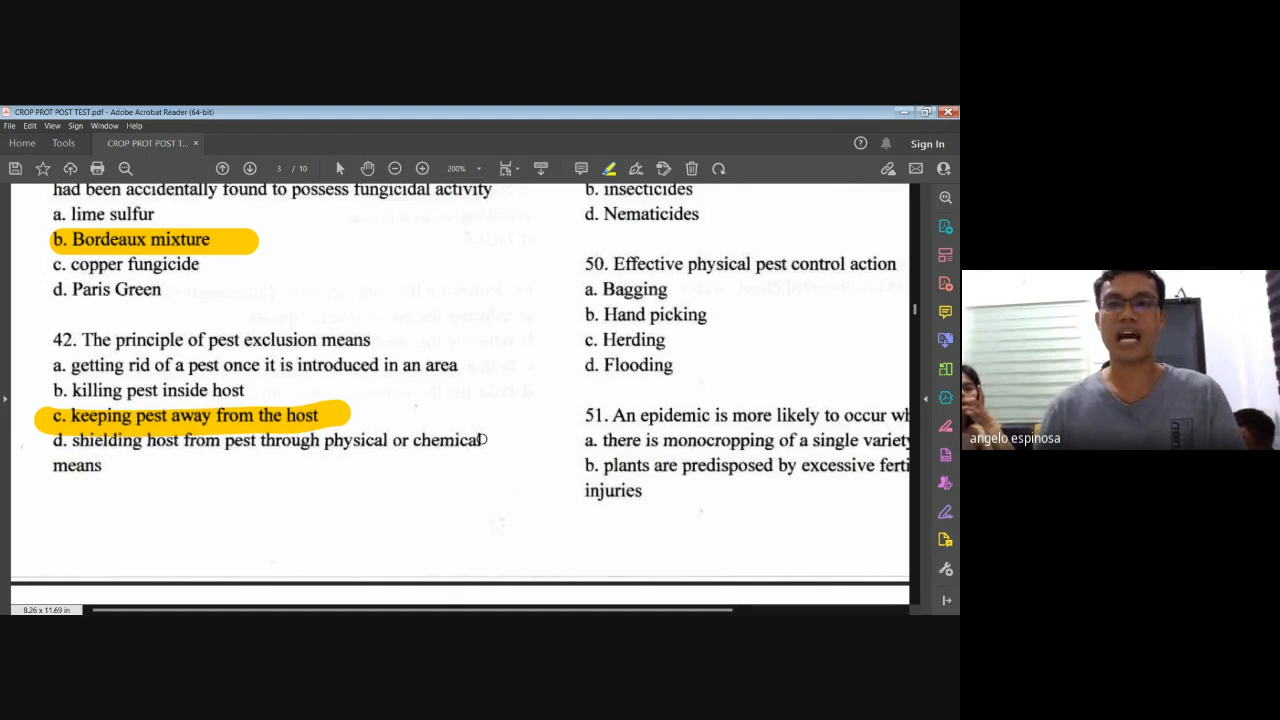 CROP PROT POST TEST.pdf - Adobe Acrobat Reader (64-bit)
File Edit View Sign Window Help
Home Tools CROP PROT POST T... ×
Sign In
3 / 10
200%
had been accidentally found to possess fungicidal activity
a. lime sulfur
b. Bordeaux mixture
c. copper fungicide
d. Paris Green
42. The principle of pest exclusion means
a. getting rid of a pest once it is introduced in an area
b. killing pest inside host
c. keeping pest away from the host
d. shielding host from pest through physical or chemical
means
b. insecticides
d. Nematicides
50. Effective physical pest control action
a. Bagging
b. Hand picking
c. Herding
d. Flooding
51. An epidemic is more likely to occur wh
a. there is monocropping of a single variety
b. plants are predisposed by excessive ferti
injuries
8.26 x 11.69 in
angelo espinosa